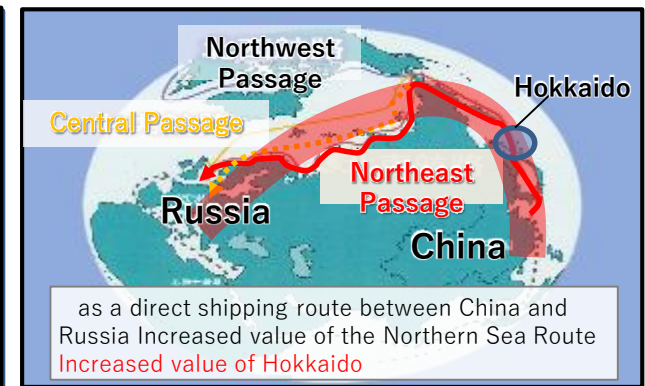 Northwest
Passage
Hokkaido
Central Passage
Northeast
Passage
Russia
China
as a direct shipping route between China and
Russia Increased value of the Northern Sea Route
Increased value of Hokkaido